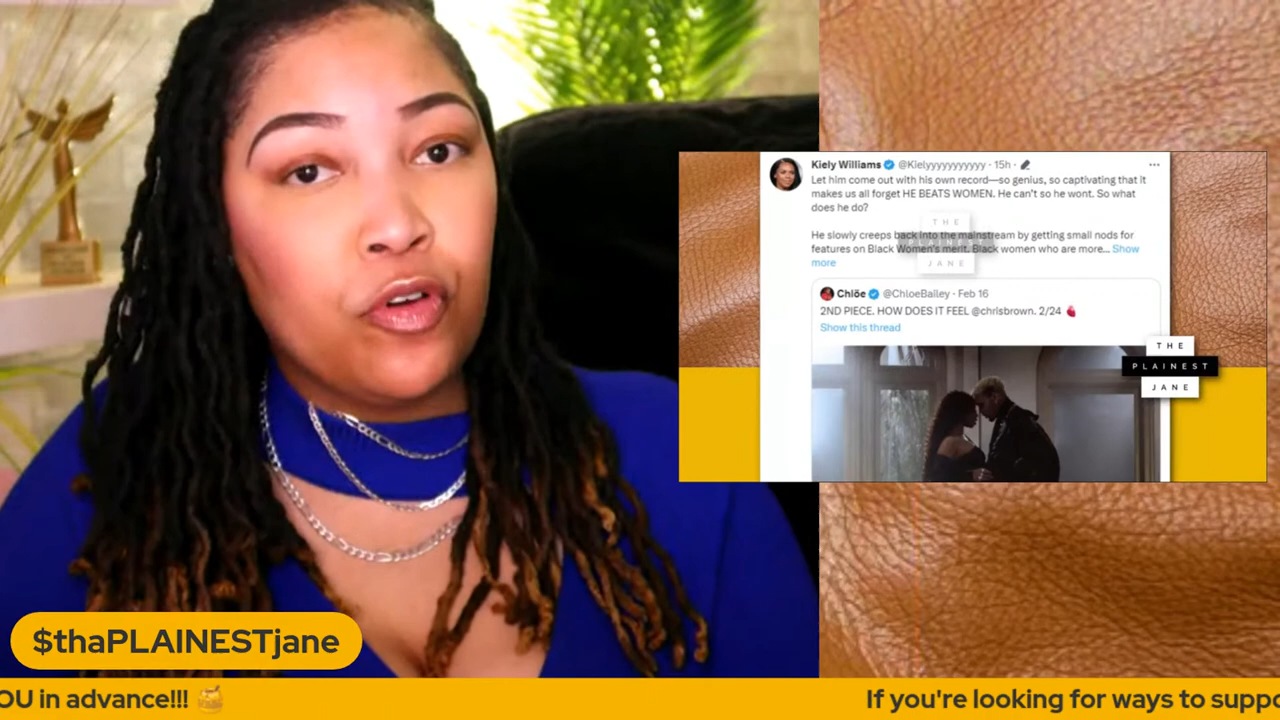 Kiely Williams @Kielyyyyyyyyyyy · 15h ·
Let him come out with his own record—so genius, so captivating that it
makes us all forget HE BEATS WOMEN. He can't so he wont. So what
does he do?
He slowly creeps back into the mainstream by getting small nods for
features on Black Women's merit. Black women who are more... Show
more
THE
JANE
Chlöe @ChloeBailey · Feb 16
2ND PIECE. HOW DOES IT FEEL @chrisbrown. 2/24 🫀
Show this thread
THE
PLAINEST
JANE
$thaPLAINESTjane
OU in advance!!! 🍯
If you're looking for ways to suppo